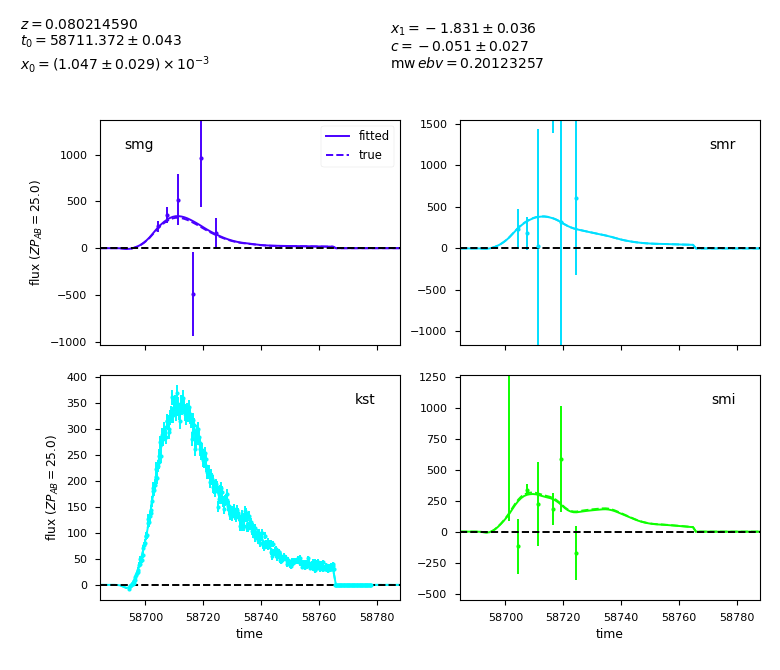 z = 0.080214590
t₀ = 58711.372 ± 0.043
x₀ = (1.047 ± 0.029) × 10⁻³
x₁ = −1.831 ± 0.036
c = −0.051 ± 0.027
mw ebv = 0.20123257
smg
fitted
true
1000
500
0
−500
−1000
flux (ZP_AB = 25.0)
smr
1500
1000
500
0
−500
−1000
kst
400
350
300
250
200
150
100
50
0
flux (ZP_AB = 25.0)
58700 58720 58740 58760 58780
time
smi
1250
1000
750
500
250
0
−250
−500
58700 58720 58740 58760 58780
time